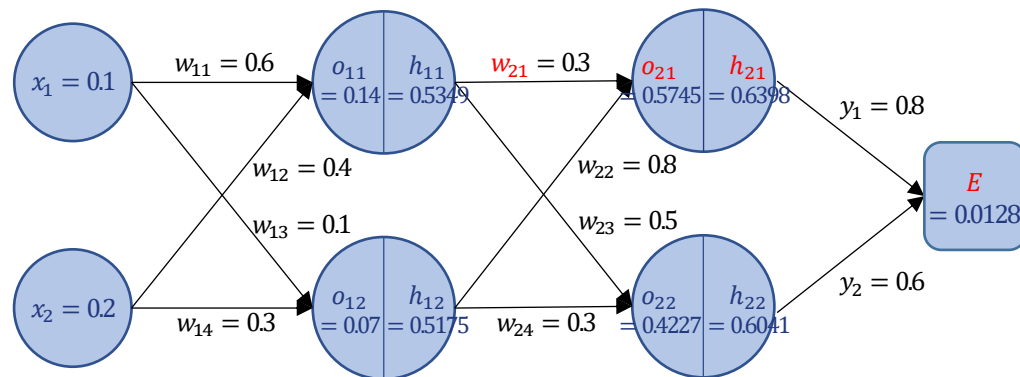 x₁ = 0.1
w₁₁ = 0.6
o₁₁ h₁₁
= 0.14 = 0.5349
w₂₁ = 0.3
o₂₁ h₂₁
= 0.5745 = 0.6398
y₁ = 0.8
w₁₂ = 0.4
w₂₂ = 0.8
E
= 0.0128
w₁₃ = 0.1
w₂₃ = 0.5
x₂ = 0.2
w₁₄ = 0.3
o₁₂ h₁₂
= 0.07 = 0.5175
w₂₄ = 0.3
o₂₂ h₂₂
= 0.4227 = 0.6041
y₂ = 0.6